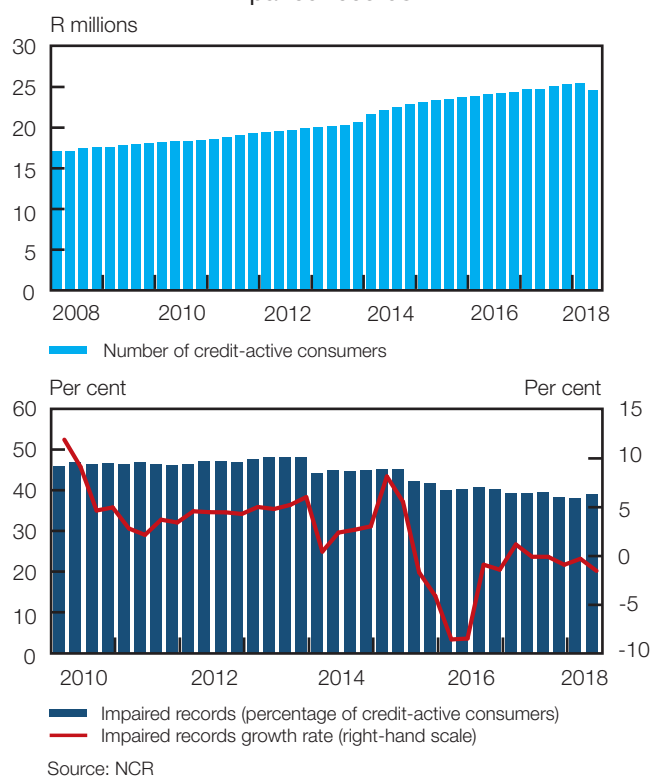 R millions
30
25
20
15
10
5
0
2008 2010 2012 2014 2016 2018
Number of credit-active consumers
Per cent Per cent
60 15
50 10
40 5
30 0
20 -5
10 -10
0
2010 2012 2014 2016 2018
Impaired records (percentage of credit-active consumers)
Impaired records growth rate (right-hand scale)
Source: NCR